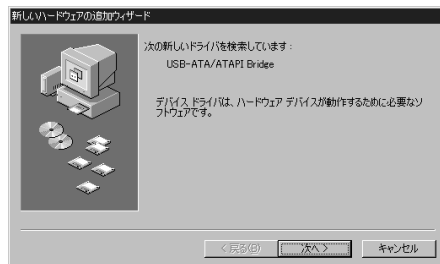 新しいハードウェアの追加ウィザード
次の新しいドライバを検索しています：
USB-ATA/ATAPI Bridge
デバイス ドライバは、ハードウェア デバイスが動作するために必要なソ
フトウェアです。
< 戻る(B)
次へ >
キャンセル